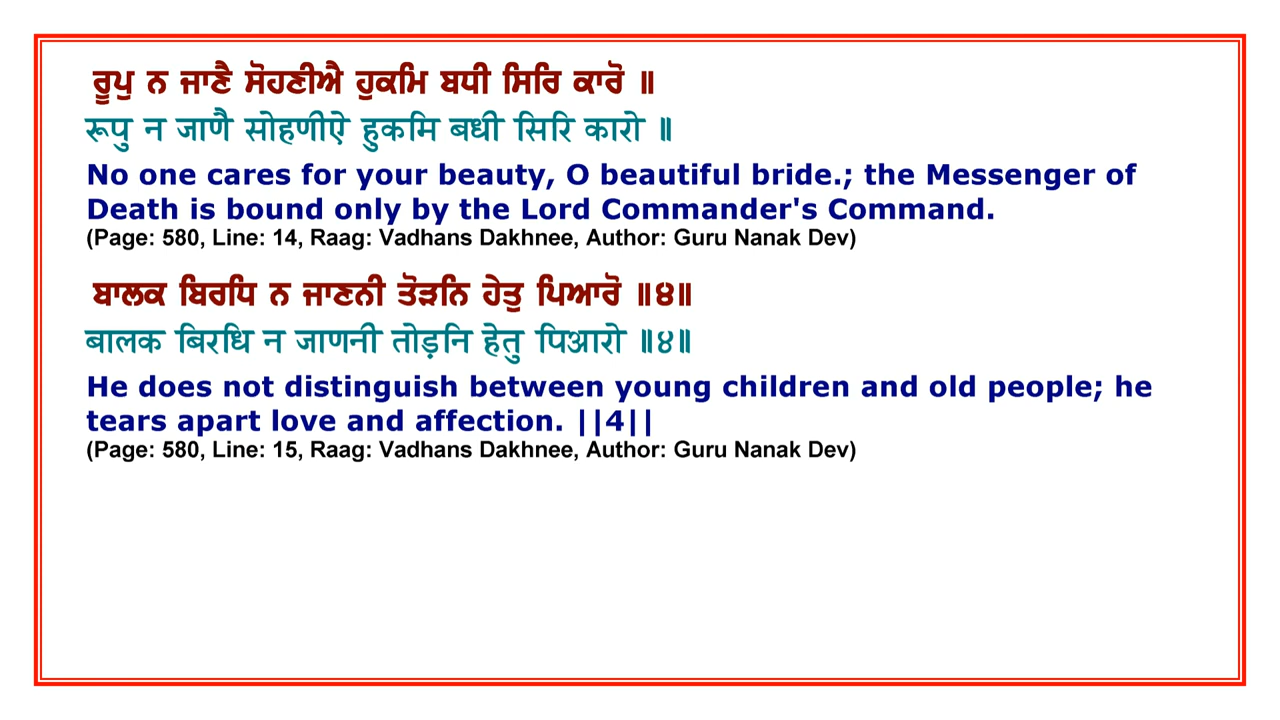 ਰੂਪੁ ਨ ਜਾਣੈ ਸੋਹਣੀਐ ਹੁਕਮਿ ਬਧੀ ਸਿਰਿ ਕਾਰੋ ॥
रूपु न जाणै सोहणीऐ हुकमि बधी सिरि कारो ॥
No one cares for your beauty, O beautiful bride.; the Messenger of
Death is bound only by the Lord Commander's Command.
(Page: 580, Line: 14, Raag: Vadhans Dakhnee, Author: Guru Nanak Dev)
ਬਾਲਕ ਬਿਰਧਿ ਨ ਜਾਣਨੀ ਤੋੜਨਿ ਹੇਤੁ ਪਿਆਰੋ ॥੪॥
बालक बिरधि न जाणनी तोड़नि हेतु पिआरो ॥४॥
He does not distinguish between young children and old people; he
tears apart love and affection. ||4||
(Page: 580, Line: 15, Raag: Vadhans Dakhnee, Author: Guru Nanak Dev)